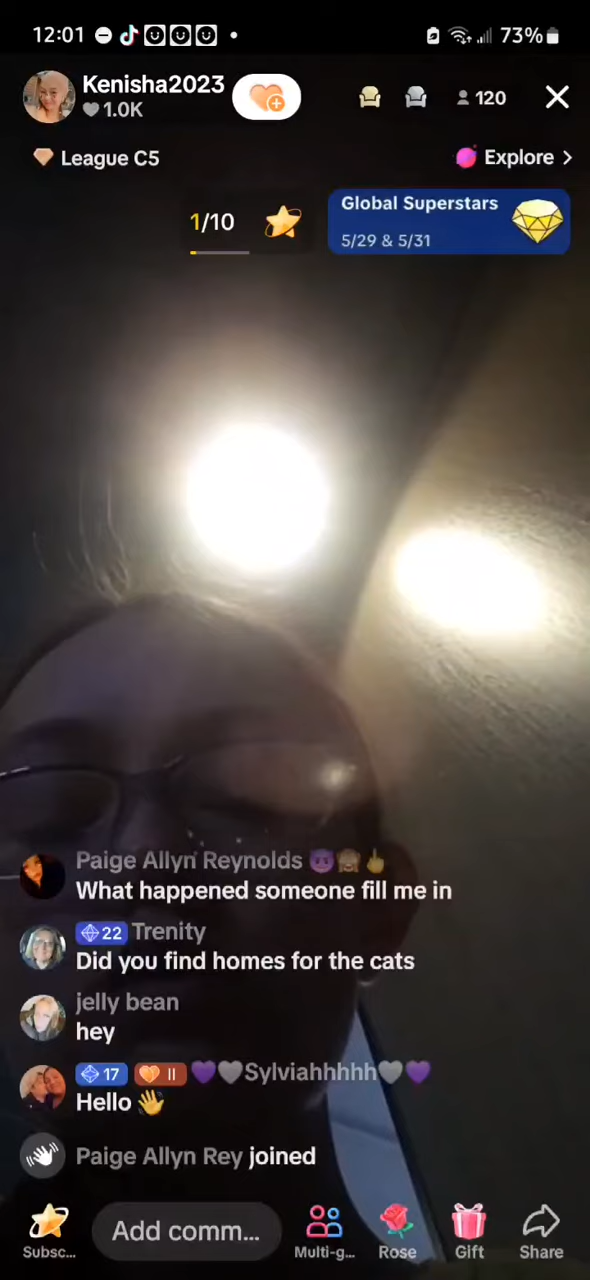 12:01
73%
Kenisha2023
1.0K
120
League C5
Explore >
1/10
Global Superstars
5/29 & 5/31
Paige Allyn Reynolds 😈🙈🖕
What happened someone fill me in
22 Trenity
Did you find homes for the cats
jelly bean
hey
17 II 💜🤍Sylviahhhhh🤍💜
Hello 👋
Paige Allyn Rey joined
Subsc...
Add comm...
Multi-g...
Rose
Gift
Share